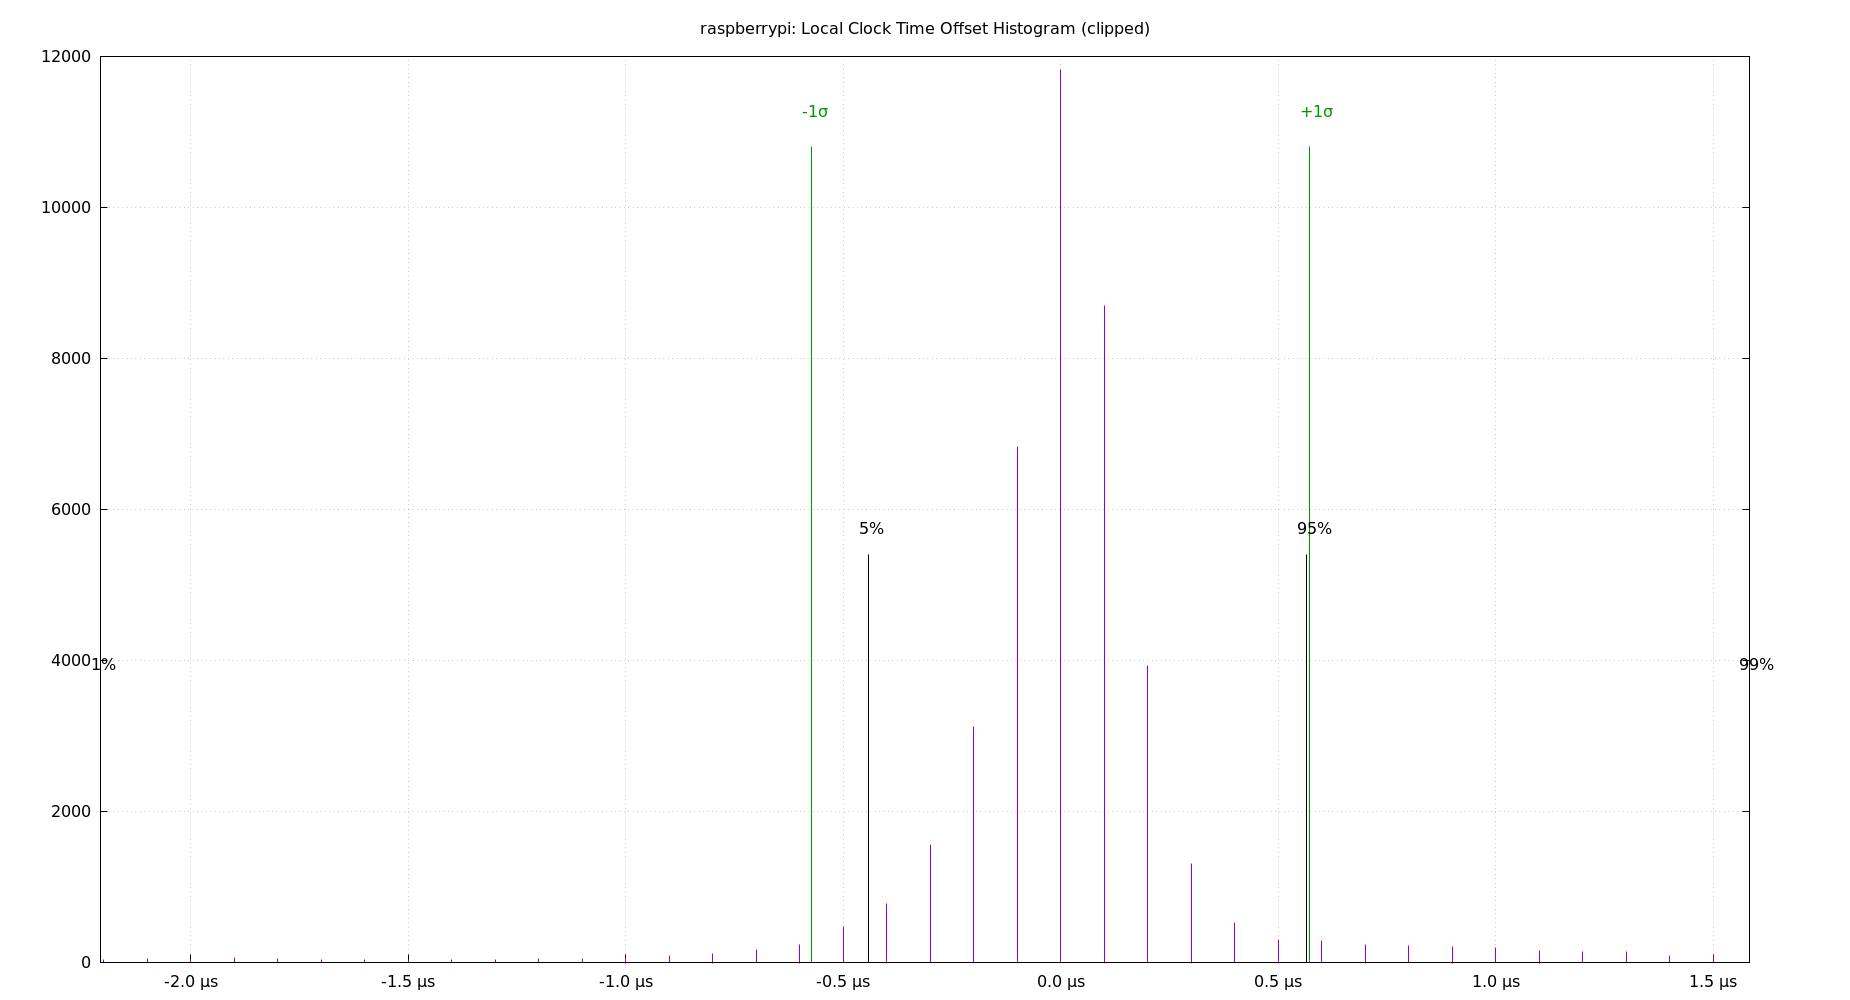 raspberrypi: Local Clock Time Offset Histogram (clipped)
12000
-1σ +1σ
10000
8000
6000
5% 95%
4000 1% 99%
2000
0
-2.0 µs -1.5 µs -1.0 µs -0.5 µs 0.0 µs 0.5 µs 1.0 µs 1.5 µs